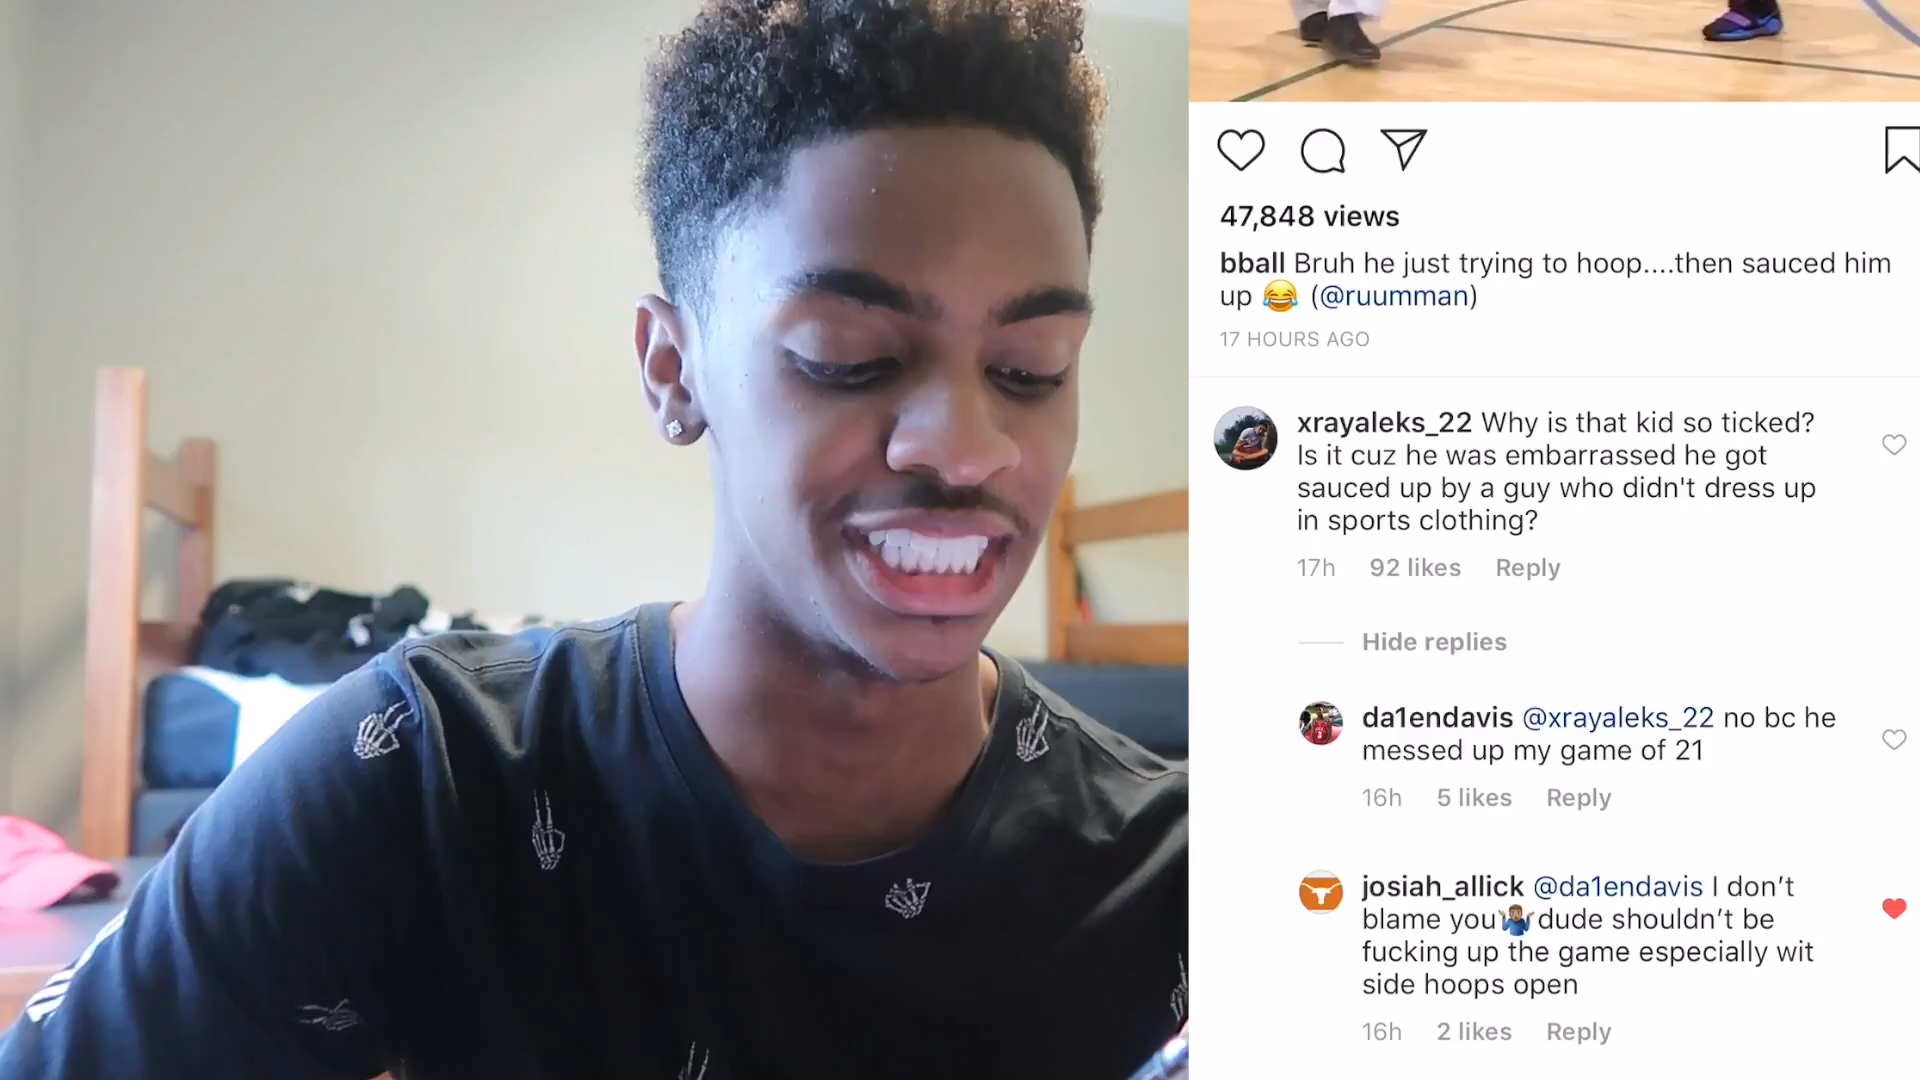 47,848 views
bball Bruh he just trying to hoop....then sauced him
up 😂 (@ruumman)
17 HOURS AGO
xrayaleks_22 Why is that kid so ticked?
Is it cuz he was embarrassed he got
sauced up by a guy who didn't dress up
in sports clothing?
17h 92 likes Reply
Hide replies
da1endavis @xrayaleks_22 no bc he
messed up my game of 21
16h 5 likes Reply
josiah_allick @da1endavis I don’t
blame you🤷🏽‍♂️dude shouldn’t be
fucking up the game especially wit
side hoops open
16h 2 likes Reply